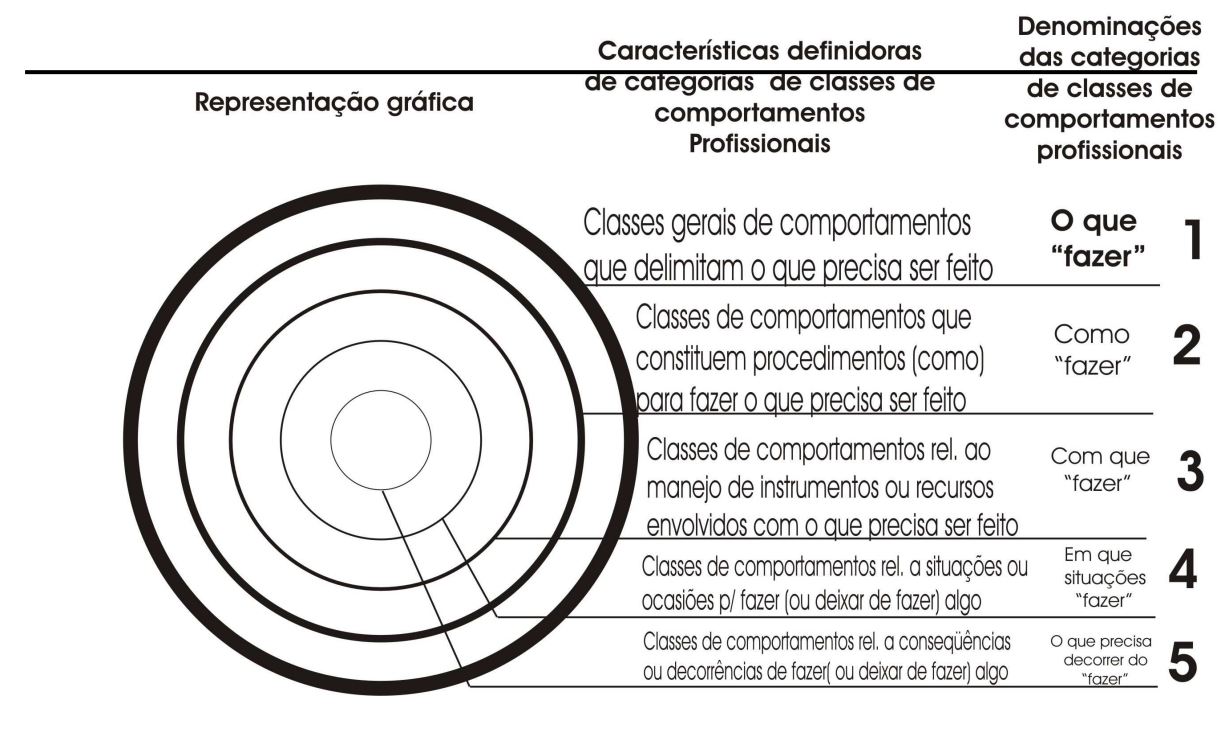 Representação gráfica
Características definidoras
de categorias de classes de
comportamentos
Profissionais
Denominações
das categorias
de classes de
comportamentos
profissionais
Classes gerais de comportamentos
que delimitam o que precisa ser feito
O que
“fazer”
1
Classes de comportamentos que
constituem procedimentos (como)
para fazer o que precisa ser feito
Como
“fazer”
2
Classes de comportamentos rel. ao
manejo de instrumentos ou recursos
envolvidos com o que precisa ser feito
Com que
“fazer”
3
Classes de comportamentos rel. a situações ou
ocasiões p/ fazer (ou deixar de fazer) algo
Em que
situações
“fazer”
4
Classes de comportamentos rel. a conseqüências
ou decorrências de fazer( ou deixar de fazer) algo
O que precisa
decorrer do
“fazer”
5